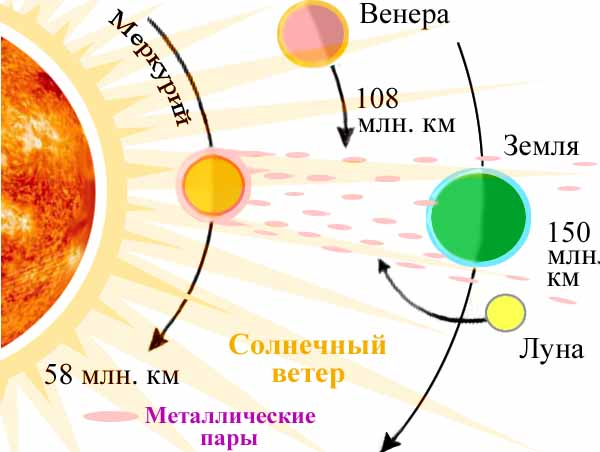 Меркурий
Венера
108
млн. км
Земля
150
млн.
км
Луна
Солнечный
ветер
58 млн. км
Металлические
пары